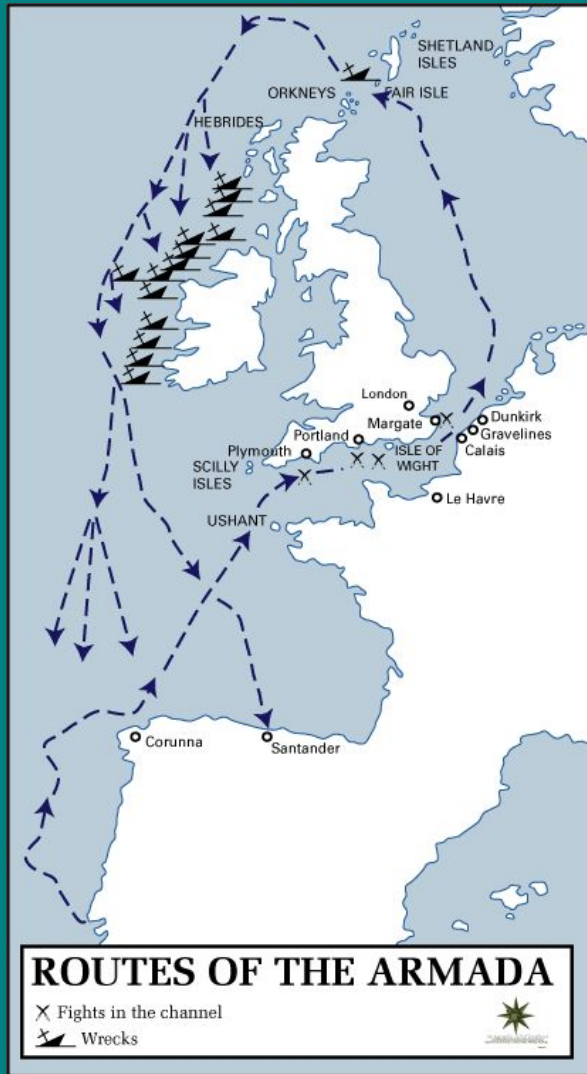 SHETLAND
ISLES
ORKNEYS
FAIR ISLE
HEBRIDES
London
Margate
Dunkirk
Gravelines
Calais
Portland
Plymouth
ISLE OF
WIGHT
SCILLY
ISLES
Le Havre
USHANT
Corunna
Santander
ROUTES OF THE ARMADA
Fights in the channel
Wrecks